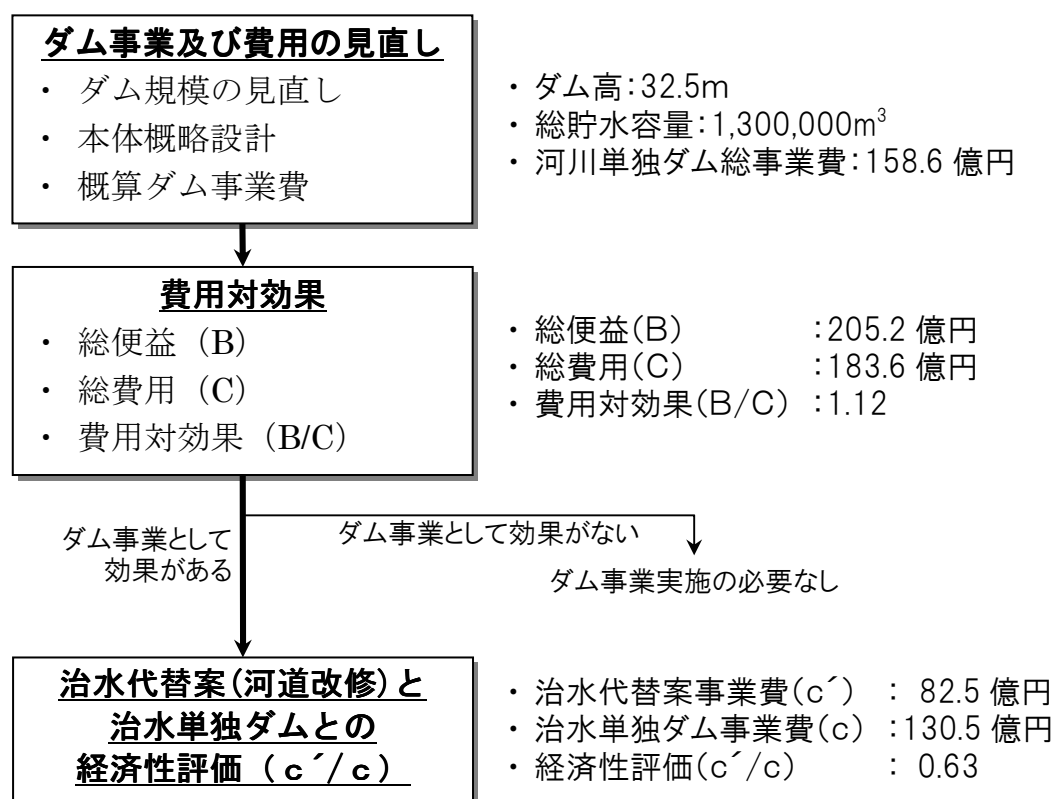 ダム事業及び費用の見直し
・ ダム規模の見直し
・ 本体概略設計
・ 概算ダム事業費
・ダム高:32.5m
・総貯水容量:1,300,000m³
・河川単独ダム総事業費:158.6 億円
費用対効果
・ 総便益（B）
・ 総費用（C）
・ 費用対効果（B/C）
・総便益(B) :205.2 億円
・総費用(C) :183.6 億円
・費用対効果(B/C) :1.12
ダム事業として
効果がある
ダム事業として効果がない
ダム事業実施の必要なし
治水代替案(河道改修)と
治水単独ダムとの
経済性評価（ｃ´/ｃ）
・治水代替案事業費(c´) : 82.5 億円
・治水単独ダム事業費(c) :130.5 億円
・経済性評価(c´/c) : 0.63